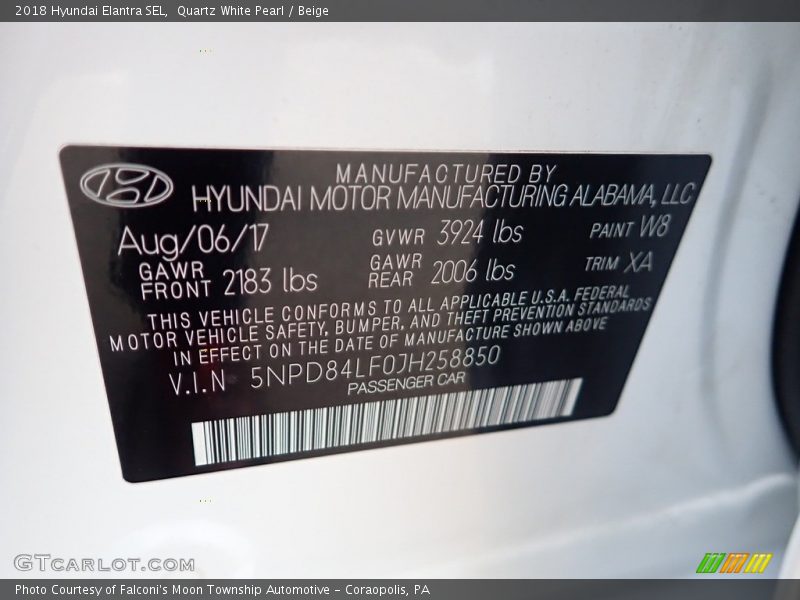 2018 Hyundai Elantra SEL, Quartz White Pearl / Beige
MANUFACTURED BY
HYUNDAI MOTOR MANUFACTURING ALABAMA, LLC
Aug/06/17 GVWR 3924 lbs PAINT W8
GAWR FRONT 2183 lbs GAWR REAR 2006 lbs TRIM XA
THIS VEHICLE CONFORMS TO ALL APPLICABLE U.S.A. FEDERAL
MOTOR VEHICLE SAFETY, BUMPER, AND THEFT PREVENTION STANDARDS
IN EFFECT ON THE DATE OF MANUFACTURE SHOWN ABOVE
V.I.N 5NPD84LF0JH258850
PASSENGER CAR
GTCARLOT.COM
Photo Courtesy of Falconi's Moon Township Automotive – Coraopolis, PA